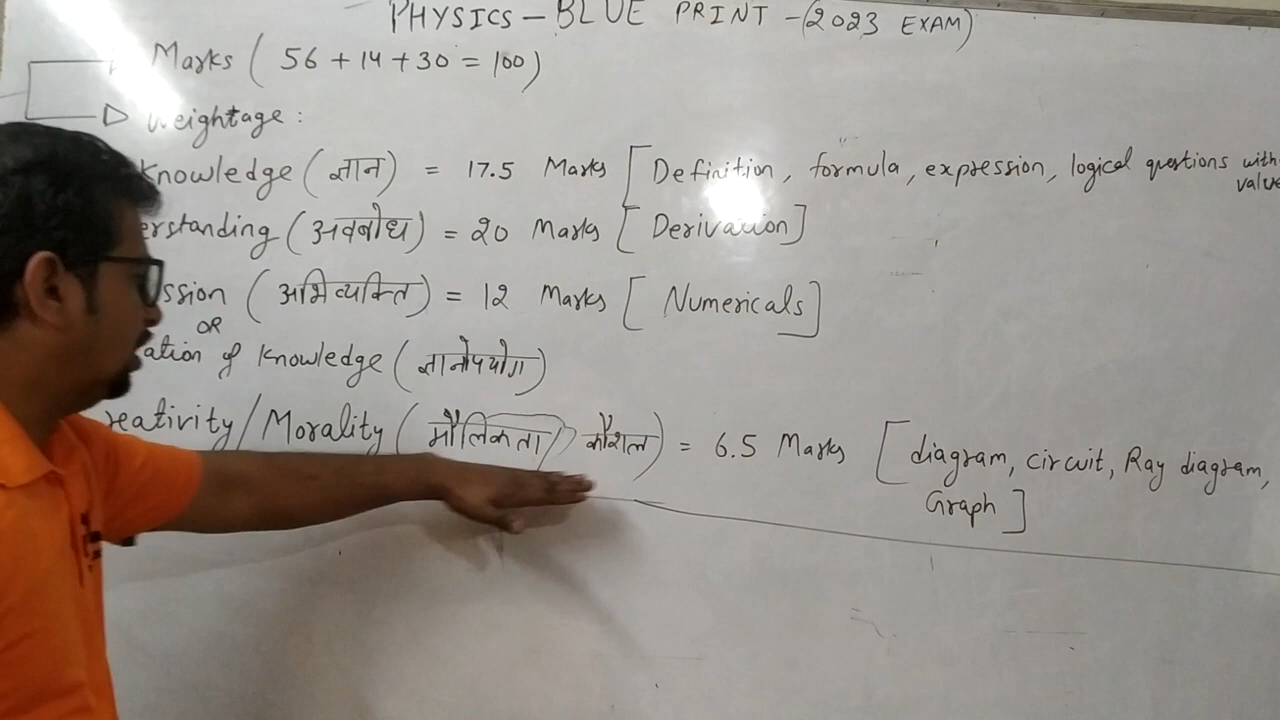 PHYSICS - BLUE PRINT - (2023 EXAM)
Marks ( 56 + 14 + 30 = 100 )
Weightage :
Knowledge ( ज्ञान ) = 17.5 Marks [ Definition, formula, expression, logical questions with
value
erstanding ( अवबोध ) = 20 Marks [ Derivation ]
ssion ( अभिव्यक्ति ) = 12 Marks [ Numericals ]
OR
ation of knowledge ( ज्ञानोपयोग )
reativity/Morality ( मौलिकता/ कौशल ) = 6.5 Marks [ diagram, circuit, Ray diagram,
Graph ]